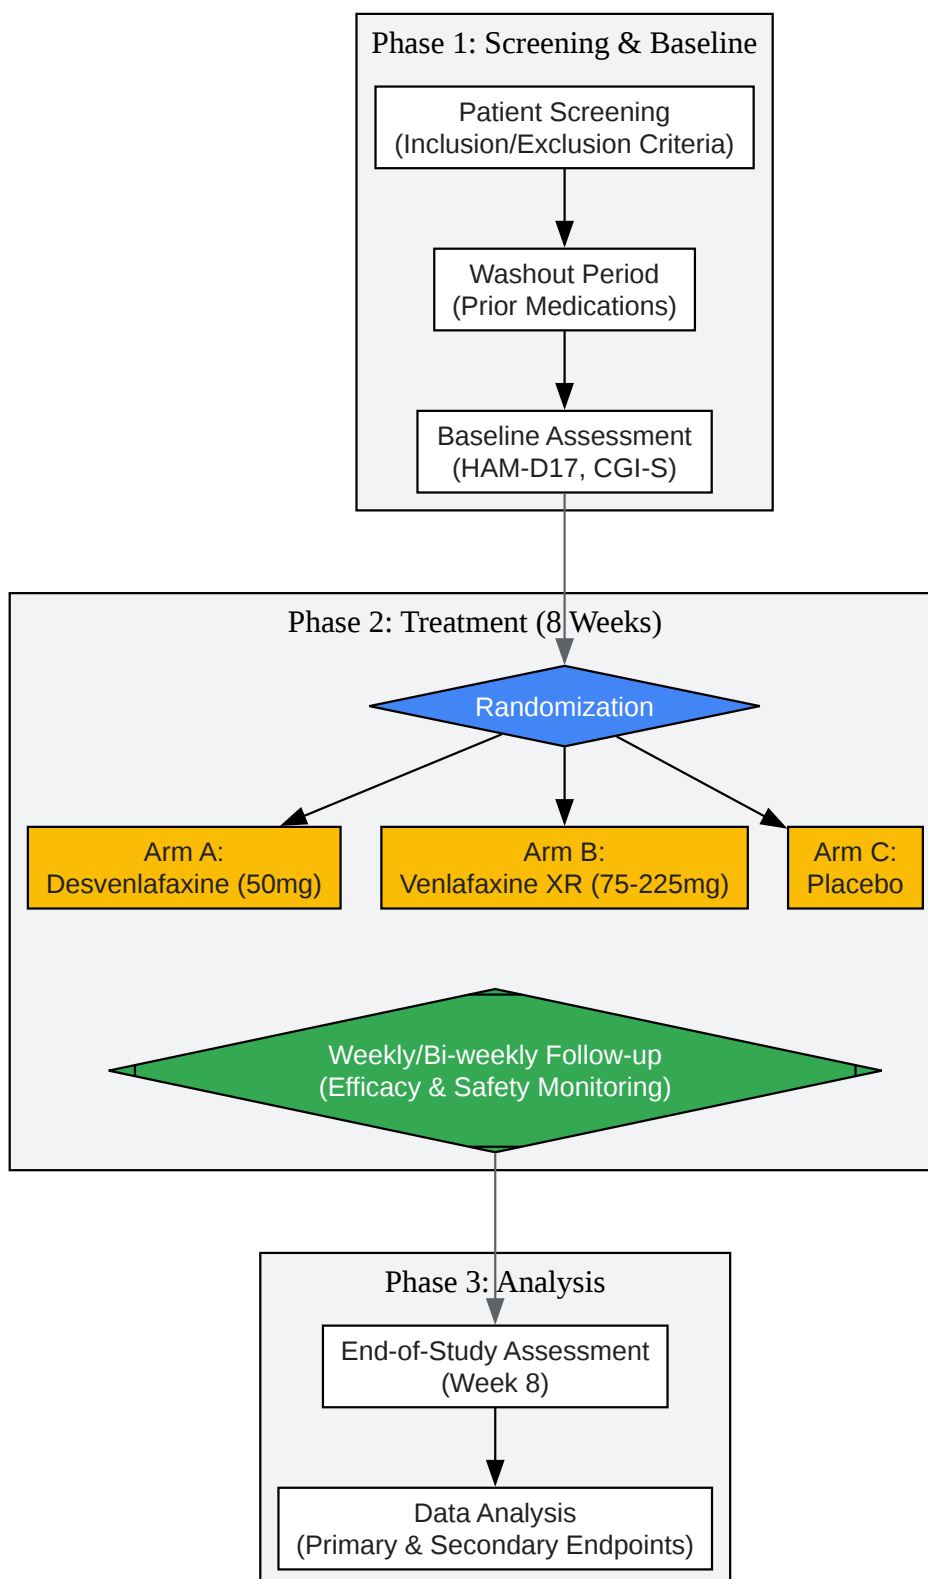 Phase 1: Screening & Baseline
Patient Screening
(Inclusion/Exclusion Criteria)
Washout Period
(Prior Medications)
Baseline Assessment
(HAM-D17, CGI-S)
Phase 2: Treatment (8 Weeks)
Randomization
Arm A:
Desvenlafaxine (50mg)
Arm B:
Venlafaxine XR (75-225mg)
Arm C:
Placebo
Weekly/Bi-weekly Follow-up
(Efficacy & Safety Monitoring)
Phase 3: Analysis
End-of-Study Assessment
(Week 8)
Data Analysis
(Primary & Secondary Endpoints)